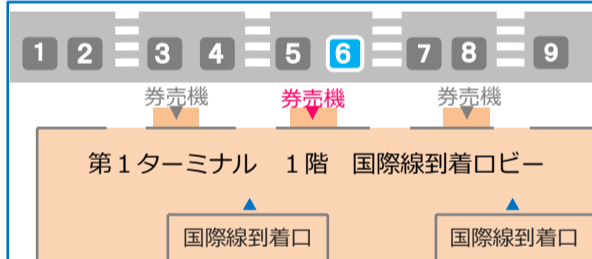 1 2 3 4 5 6 7 8 9
券売機 券売機 券売機
第1ターミナル 1階 国際線到着ロビー
国際線到着口 国際線到着口